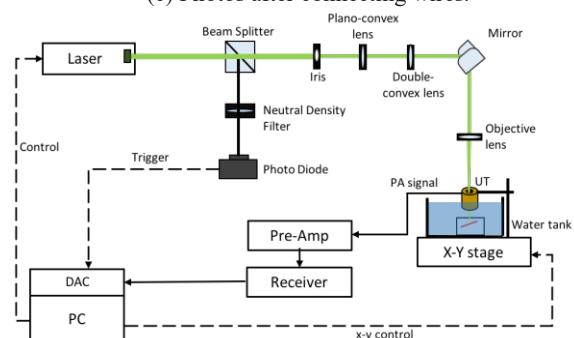 (c) Photos after connecting wires.
Beam Splitter
Plano-convex
lens
Mirror
Laser
Iris
Double-
convex lens
Neutral Density
Filter
Objective
lens
Control
Trigger
Photo Diode
PA signal
UT
Pre-Amp
Water tank
X-Y stage
DAC
Receiver
PC
x-y control